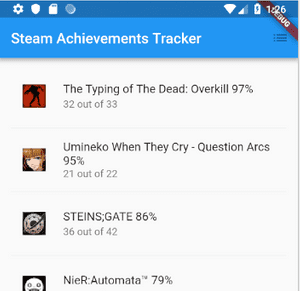 1:26
DEBUG
Steam Achievements Tracker
The Typing of The Dead: Overkill 97%
32 out of 33
Umineko When They Cry - Question Arcs
95%
21 out of 22
STEINS;GATE 86%
36 out of 42
NieR:Automata™ 79%